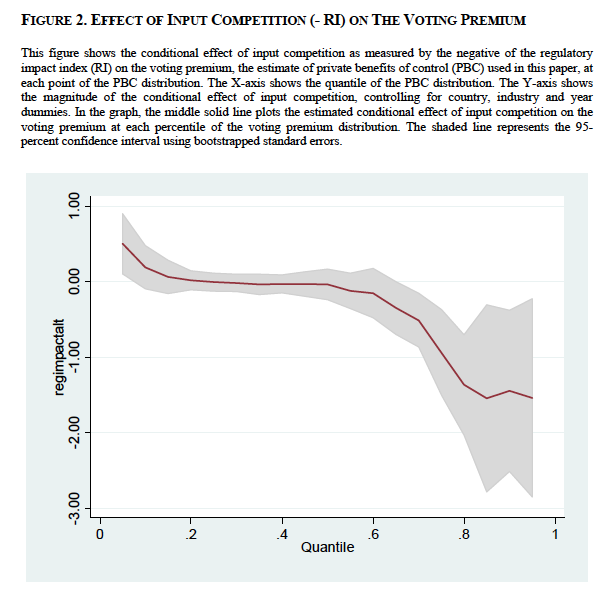 FIGURE 2. EFFECT OF INPUT COMPETITION (- RI) ON THE VOTING PREMIUM
This figure shows the conditional effect of input competition as measured by the negative of the regulatory
impact index (RI) on the voting premium, the estimate of private benefits of control (PBC) used in this paper, at
each point of the PBC distribution. The X-axis shows the quantile of the PBC distribution. The Y-axis shows
the magnitude of the conditional effect of input competition, controlling for country, industry and year
dummies. In the graph, the middle solid line plots the estimated conditional effect of input competition on the
voting premium at each percentile of the voting premium distribution. The shaded line represents the 95-
percent confidence interval using bootstrapped standard errors.
regimpactalt
1.00
0.00
-1.00
-2.00
-3.00
0 .2 .4 .6 .8 1
Quantile